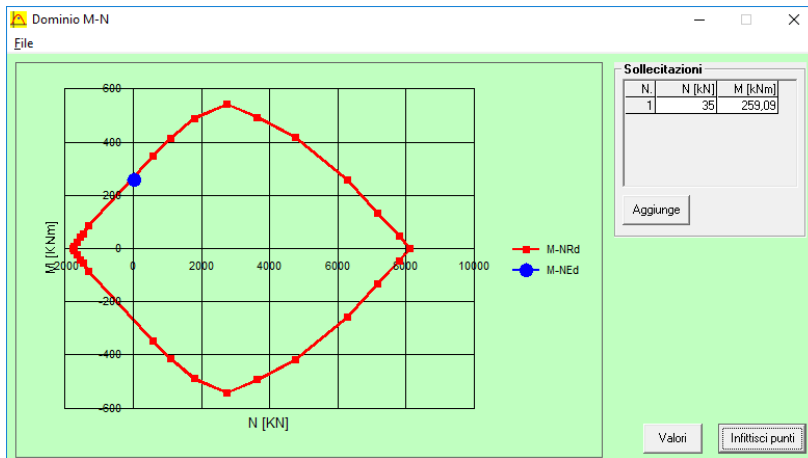 Dominio M-N
File
600
400
200
0
-200
-400
-600
M [KNm]
-2000
0
2000
4000
6000
8000
10000
N [KN]
M-NRd
M-NEd
Sollecitazioni
N. N [kN] M [kNm]
1 35 259,09
Aggiunge
Valori
Infittisci punti